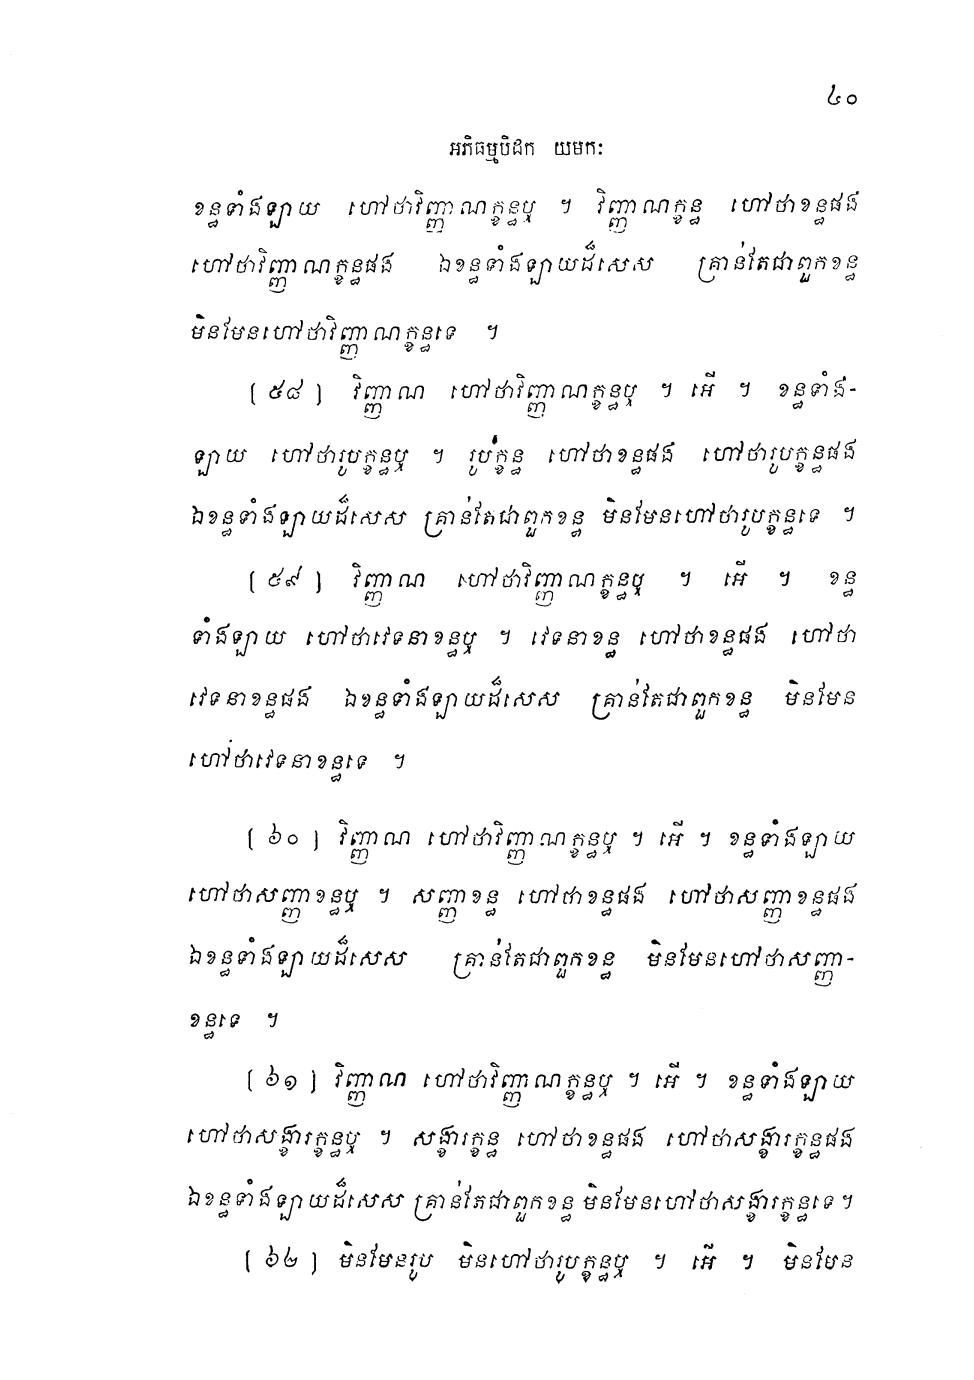 ៤០
អភិធម្មបិដក យមកៈ
ខន្ធទាំងឡាយ ហៅថាវិញ្ញាណក្ខន្ធឬ ។ វិញ្ញាណក្ខន្ធ ហៅថាខន្ធផង
ហៅថាវិញ្ញាណក្ខន្ធផង ឯខន្ធទាំងឡាយដ៏សេស គ្រាន់តែជាពួកខន្ធ
មិនមែនហៅថាវិញ្ញាណក្ខន្ធទេ ។
[ ៥៨ ] វិញ្ញាណ ហៅថាវិញ្ញាណក្ខន្ធឬ ។ អើ ។ ខន្ធទាំង-
ឡាយ ហៅថារូបក្ខន្ធឬ ។ រូបក្ខន្ធ ហៅថាខន្ធផង ហៅថារូបក្ខន្ធផង
ឯខន្ធទាំងឡាយដ៏សេស គ្រាន់តែជាពួកខន្ធ មិនមែនហៅថារូបក្ខន្ធទេ ។
[ ៥៩ ] វិញ្ញាណ ហៅថាវិញ្ញាណក្ខន្ធឬ ។ អើ ។ ខន្ធ
ទាំងឡាយ ហៅថាវេទនាខន្ធឬ ។ វេទនាខន្ធ ហៅថាខន្ធផង ហៅថា
វេទនាខន្ធផង ឯខន្ធទាំងឡាយដ៏សេស គ្រាន់តែជាពួកខន្ធ មិនមែន
ហៅថាវេទនាខន្ធទេ ។
[ ៦០ ] វិញ្ញាណ ហៅថាវិញ្ញាណក្ខន្ធឬ ។ អើ ។ ខន្ធទាំងឡាយ
ហៅថាសញ្ញាខន្ធឬ ។ សញ្ញាខន្ធ ហៅថាខន្ធផង ហៅថាសញ្ញាខន្ធផង
ឯខន្ធទាំងឡាយដ៏សេស គ្រាន់តែជាពួកខន្ធ មិនមែនហៅថាសញ្ញា-
ខន្ធទេ ។
[ ៦១ ] វិញ្ញាណ ហៅថាវិញ្ញាណក្ខន្ធឬ ។ អើ ។ ខន្ធទាំងឡាយ
ហៅថាសង្ខារក្ខន្ធឬ ។ សង្ខារក្ខន្ធ ហៅថាខន្ធផង ហៅថាសង្ខារក្ខន្ធផង
ឯខន្ធទាំងឡាយដ៏សេស គ្រាន់តែជាពួកខន្ធ មិនមែនហៅថាសង្ខារក្ខន្ធទេ ។
[ ៦២ ] មិនមែនរូប មិនហៅថារូបក្ខន្ធឬ ។ អើ ។ មិនមែន